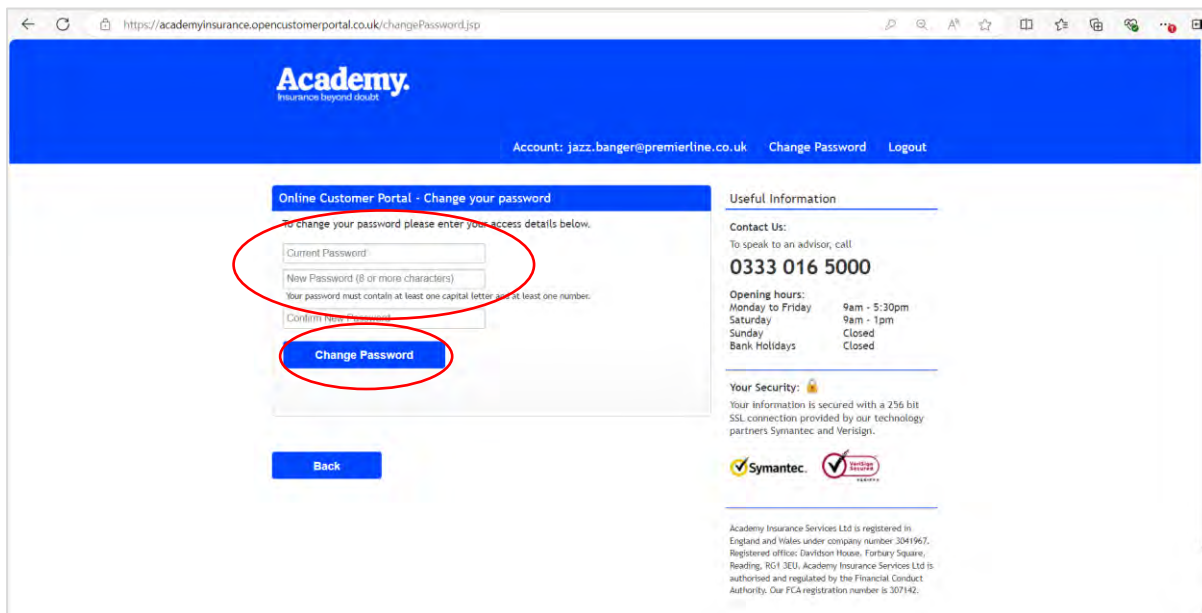 https://academyinsurance.opencustomerportal.co.uk/changePassword.jsp
Academy.
Insurance beyond doubt
Account: jazz.banger@premierline.co.uk Change Password Logout
Online Customer Portal - Change your password
To change your password please enter your access details below.
Current Password
New Password (8 or more characters)
Your password must contain at least one capital letter and at least one number.
Confirm New Password
Change Password
Back
Useful Information
Contact Us:
To speak to an advisor, call
0333 016 5000
Opening hours:
Monday to Friday 9am - 5:30pm
Saturday 9am - 1pm
Sunday Closed
Bank Holidays Closed
Your Security:
Your information is secured with a 256 bit
SSL connection provided by our technology
partners Symantec and Verisign.
Symantec.
VeriSign
Secured
VERIFY
Academy Insurance Services Ltd is registered in
England and Wales under company number 3041967.
Registered office: Davidson House, Forbury Square,
Reading, RG1 3EU. Academy Insurance Services Ltd is
authorised and regulated by the Financial Conduct
Authority. Our FCA registration number is 307142.